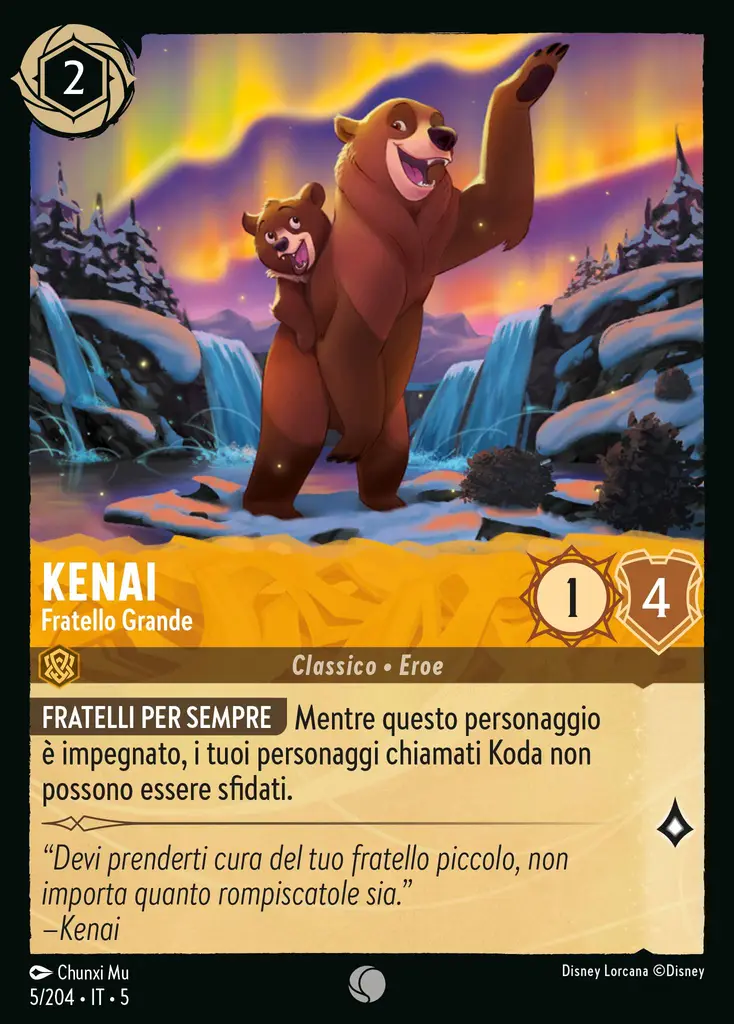 2
KENAI
Fratello Grande
1
4
Classico • Eroe
FRATELLI PER SEMPRE Mentre questo personaggio
è impegnato, i tuoi personaggi chiamati Koda non
possono essere sfidati.
“Devi prenderti cura del tuo fratello piccolo, non
importa quanto rompiscatole sia.”
–Kenai
Chunxi Mu
Disney Lorcana ©Disney
5/204 • IT • 5